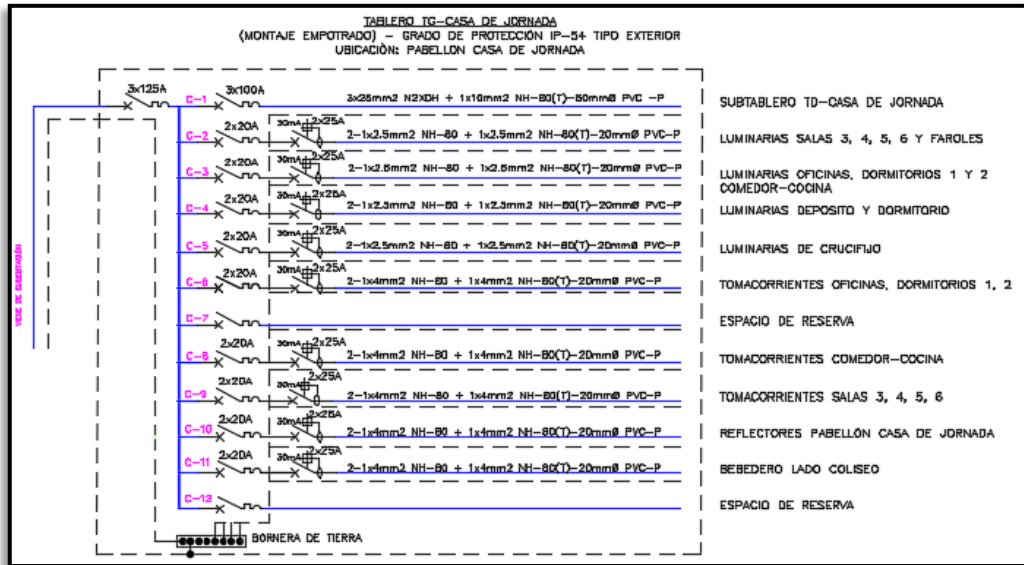 TABLERO TG-CASA DE JORNADA
(MONTAJE EMPOTRADO) - GRADO DE PROTECCIÓN IP-54 TIPO EXTERIOR
UBICACIÓN: PABELLON CASA DE JORNADA
3x125A
C-1 3x100A 3x25mm2 N2XOH + 1x10mm2 NH-80(T)-50mmØ PVC -P SUBTABLERO TD-CASA DE JORNADA
C-2 2x20A 30mA 2x25A 2-1x2.5mm2 NH-80 + 1x2.5mm2 NH-80(T)-20mmØ PVC-P LUMINARIAS SALAS 3, 4, 5, 6 Y FAROLES
C-3 2x20A 30mA 2x25A 2-1x2.5mm2 NH-80 + 1x2.5mm2 NH-80(T)-20mmØ PVC-P LUMINARIAS OFICINAS, DORMITORIOS 1 Y 2
COMEDOR-COCINA
C-4 2x20A 30mA 2x25A 2-1x2.5mm2 NH-80 + 1x2.5mm2 NH-80(T)-20mmØ PVC-P LUMINARIAS DEPOSITO Y DORMITORIO
C-5 2x20A 30mA 2x25A 2-1x2.5mm2 NH-80 + 1x2.5mm2 NH-80(T)-20mmØ PVC-P LUMINARIAS DE CRUCIFIJO
C-6 2x20A 30mA 2x25A 2-1x4mm2 NH-80 + 1x4mm2 NH-80(T)-20mmØ PVC-P TOMACORRIENTES OFICINAS, DORMITORIOS 1, 2
C-7 ESPACIO DE RESERVA
C-8 2x20A 30mA 2x25A 2-1x4mm2 NH-80 + 1x4mm2 NH-80(T)-20mmØ PVC-P TOMACORRIENTES COMEDOR-COCINA
C-9 2x20A 30mA 2x25A 2-1x4mm2 NH-80 + 1x4mm2 NH-80(T)-20mmØ PVC-P TOMACORRIENTES SALAS 3, 4, 5, 6
C-10 2x20A 30mA 2x25A 2-1x4mm2 NH-80 + 1x4mm2 NH-80(T)-20mmØ PVC-P REFLECTORES PABELLÓN CASA DE JORNADA
C-11 2x20A 30mA 2x25A 2-1x4mm2 NH-80 + 1x4mm2 NH-80(T)-20mmØ PVC-P BEBEDERO LADO COLISEO
C-12 ESPACIO DE RESERVA
BORNERA DE TIERRA
VIENE DE